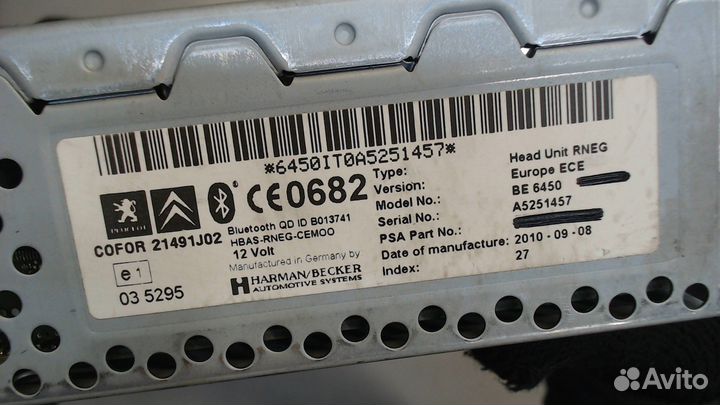 *6450IT0A5251457*
PEUGEOT
CE0682
COFOR 21491J02
Bluetooth QD ID B013741
HBAS-RNEG-CEMOO
12 Volt
Manufactured in Germany by
HARMAN/BECKER
AUTOMOTIVE SYSTEMS
e1
03 5295
Type: Head Unit RNEG
Version: Europe ECE
Model No.: BE 6450
Serial No.: A5251457
PSA Part No.:
Date of manufacture: 2010-09-08
Index: 27
Avito